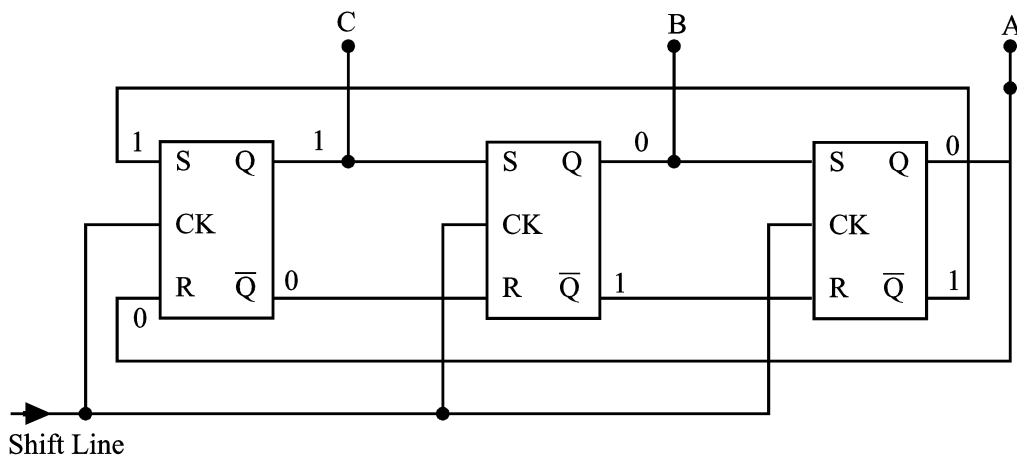 C B A
1 S Q 1 S Q 0 S Q 0
CK CK CK
R Q̅ 0 R Q̅ 1 R Q̅ 1
0
Shift Line